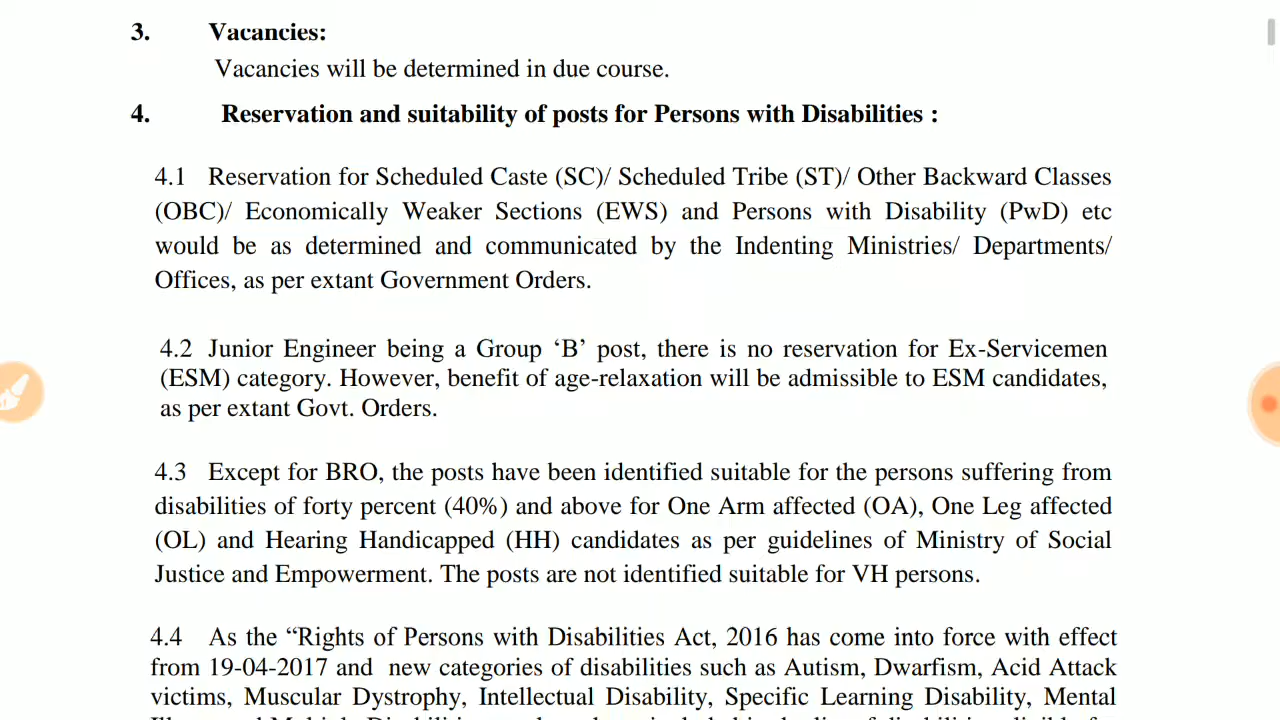 3. Vacancies:
Vacancies will be determined in due course.
4. Reservation and suitability of posts for Persons with Disabilities :
4.1 Reservation for Scheduled Caste (SC)/ Scheduled Tribe (ST)/ Other Backward Classes
(OBC)/ Economically Weaker Sections (EWS) and Persons with Disability (PwD) etc
would be as determined and communicated by the Indenting Ministries/ Departments/
Offices, as per extant Government Orders.
4.2 Junior Engineer being a Group ‘B’ post, there is no reservation for Ex-Servicemen
(ESM) category. However, benefit of age-relaxation will be admissible to ESM candidates,
as per extant Govt. Orders.
4.3 Except for BRO, the posts have been identified suitable for the persons suffering from
disabilities of forty percent (40%) and above for One Arm affected (OA), One Leg affected
(OL) and Hearing Handicapped (HH) candidates as per guidelines of Ministry of Social
Justice and Empowerment. The posts are not identified suitable for VH persons.
4.4 As the “Rights of Persons with Disabilities Act, 2016 has come into force with effect
from 19-04-2017 and new categories of disabilities such as Autism, Dwarfism, Acid Attack
victims, Muscular Dystrophy, Intellectual Disability, Specific Learning Disability, Mental